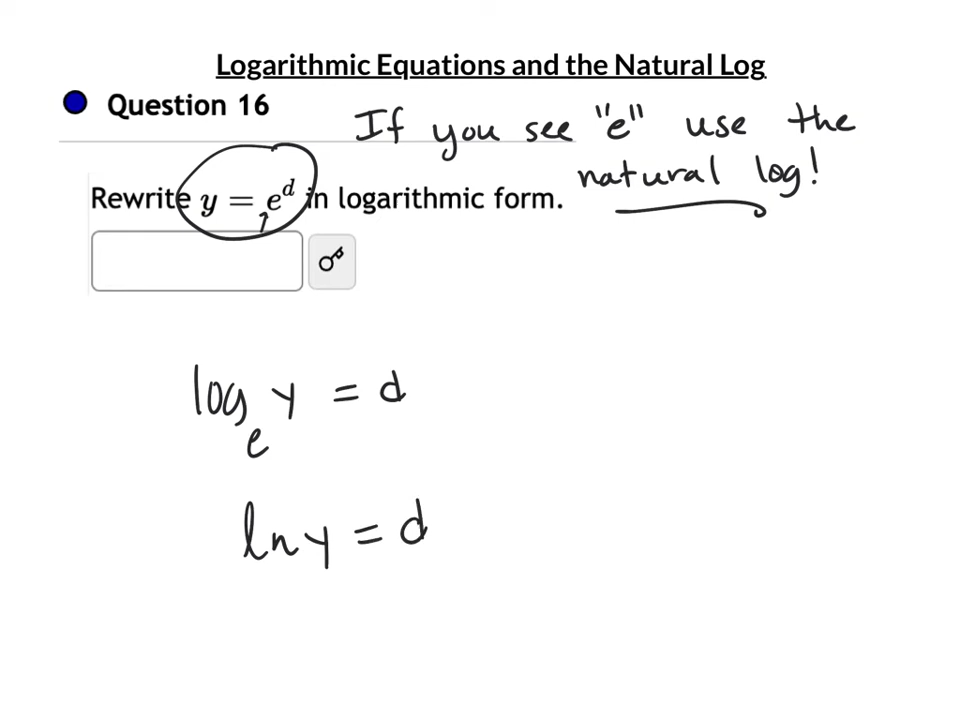 Logarithmic Equations and the Natural Log
Question 16
If you see "e" use the
natural log!
Rewrite y = e^d in logarithmic form.
log_e y = d
ln y = d